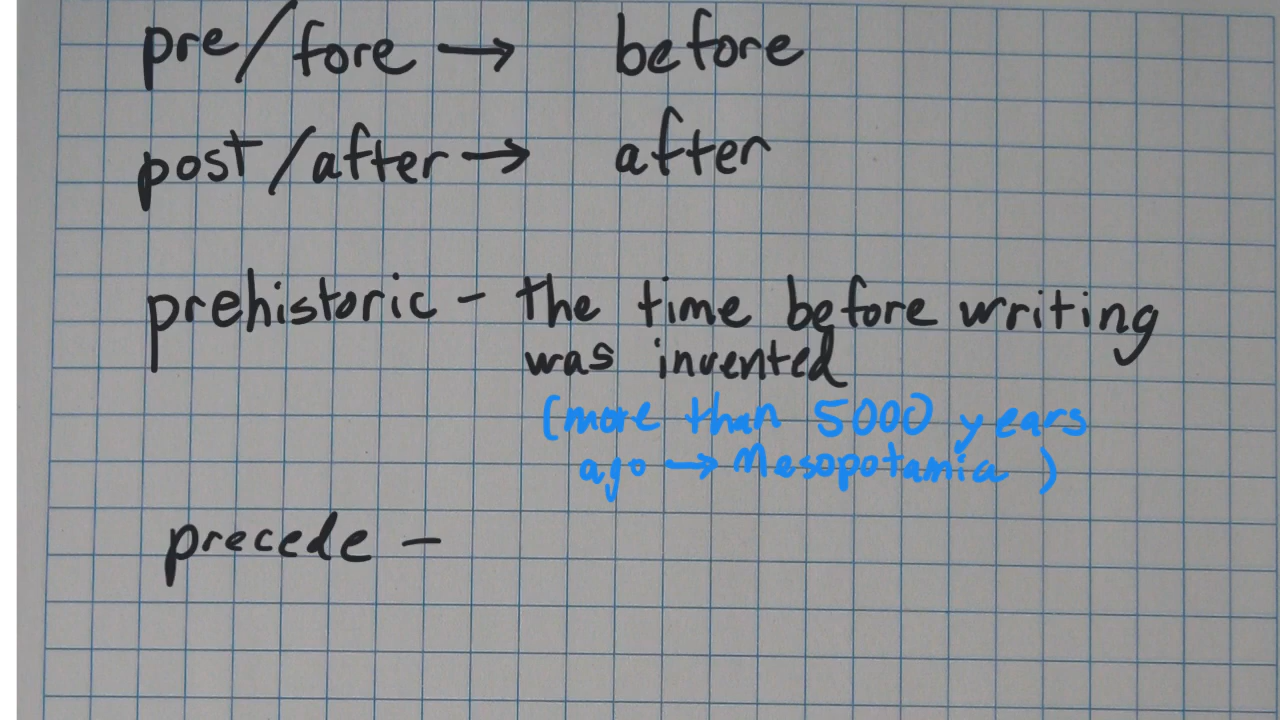 pre/fore → before
post/after → after
prehistoric - the time before writing
was invented
(more than 5000 years
ago → Mesopotamia)
precede -